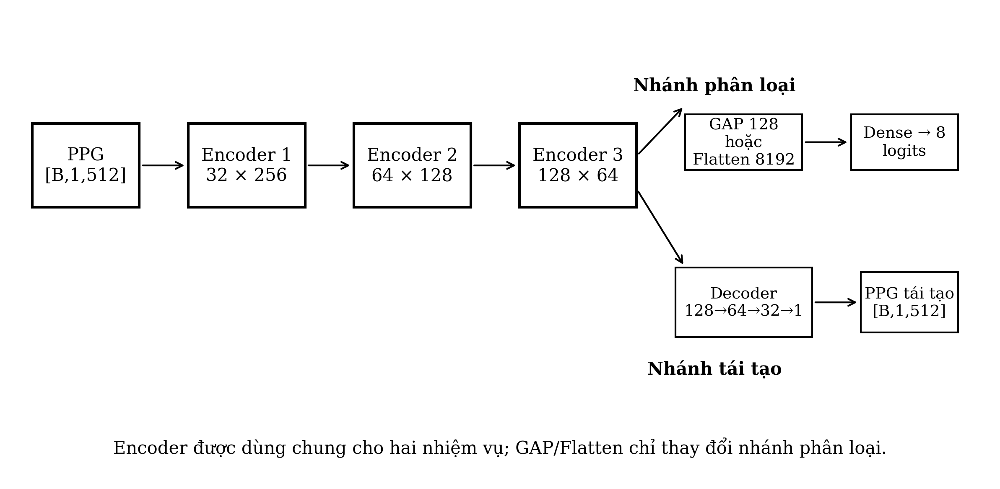 Nhánh phân loại
PPG
[B,1,512]
Encoder 1
32 × 256
Encoder 2
64 × 128
Encoder 3
128 × 64
GAP 128
hoặc
Flatten 8192
Dense → 8
logits
Decoder
128→64→32→1
PPG tái tạo
[B,1,512]
Nhánh tái tạo
Encoder được dùng chung cho hai nhiệm vụ; GAP/Flatten chỉ thay đổi nhánh phân loại.